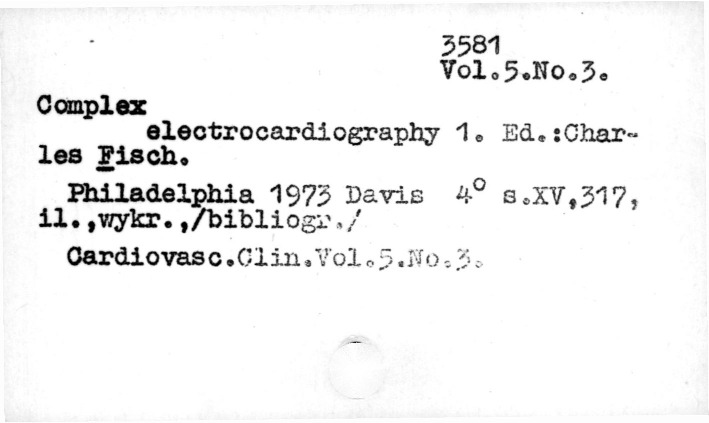 3581
Vol.5.No.3.
Complex
electrocardiography 1. Ed.:Char-
les Fisch.
Philadelphia 1973 Davis 4° s.XV,317,
il.,wykr.,/bibliogr./
Cardiovasc.Clin.Vol.5.No.3.